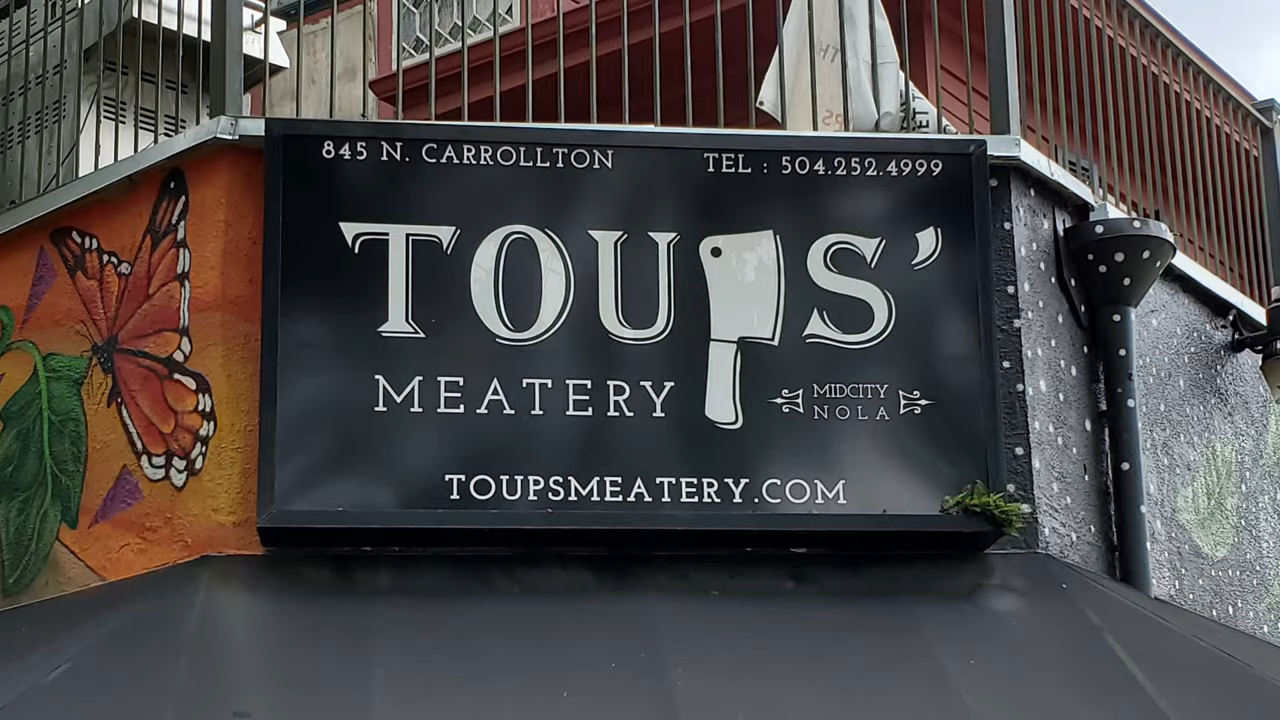 845 N. CARROLLTON TEL : 504.252.4999
TOUPS'
MEATERY
MIDCITY
NOLA
TOUPSMEATERY.COM